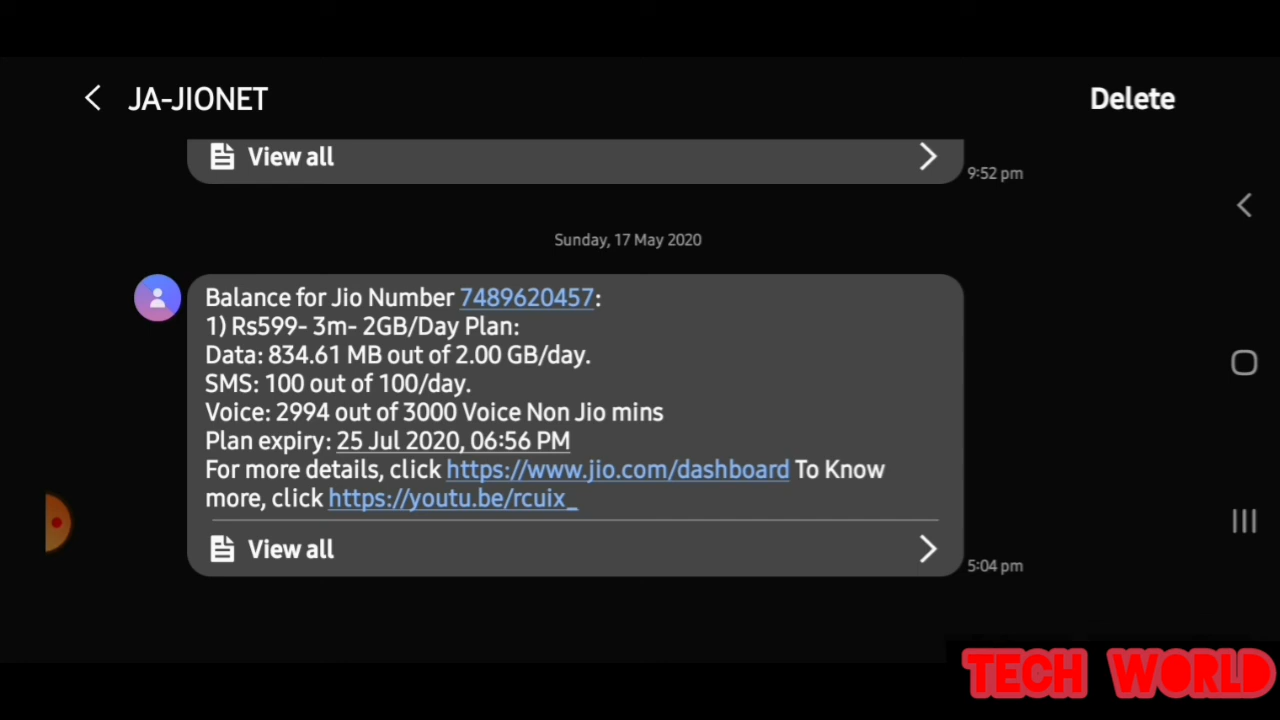 JA-JIONET
Delete
View all
9:52 pm
Sunday, 17 May 2020
Balance for Jio Number 7489620457:
1) Rs599- 3m- 2GB/Day Plan:
Data: 834.61 MB out of 2.00 GB/day.
SMS: 100 out of 100/day.
Voice: 2994 out of 3000 Voice Non Jio mins
Plan expiry: 25 Jul 2020, 06:56 PM
For more details, click https://www.jio.com/dashboard To Know
more, click https://youtu.be/rcuix_
View all
5:04 pm
TECH WORLD